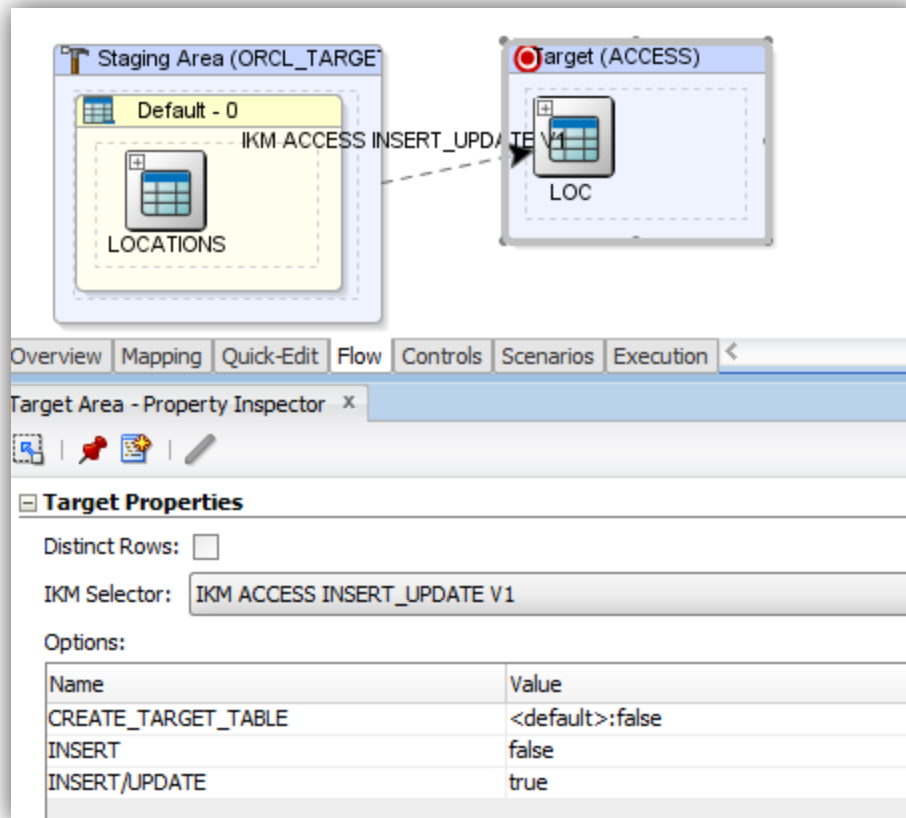 Staging Area (ORCL_TARGET
Target (ACCESS)
Default - 0
IKM ACCESS INSERT_UPDATE V1
LOCATIONS
LOC
Overview Mapping Quick-Edit Flow Controls Scenarios Execution
Target Area - Property Inspector x
Target Properties
Distinct Rows:
IKM Selector: IKM ACCESS INSERT_UPDATE V1
Options:
Name Value
CREATE_TARGET_TABLE <default>:false
INSERT false
INSERT/UPDATE true